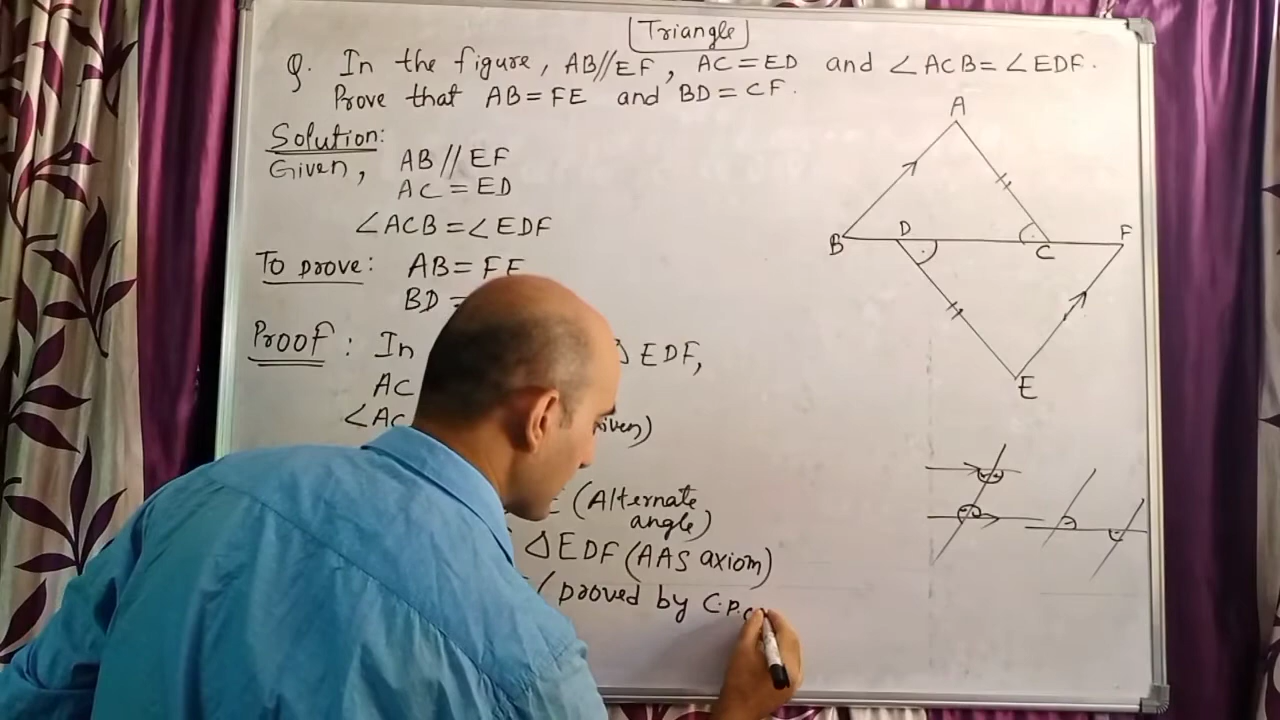 Triangle
Q. In the figure, AB//EF, AC=ED and ∠ACB=∠EDF.
Prove that AB=FE and BD=CF.
Solution:
Given, AB//EF
AC=ED
∠ACB=∠EDF
To prove: AB=FE
BD=
Proof: In △EDF,
AC
∠AC
(Alternate
angle)
△EDF (AAS axiom)
(proved by C.P.C
A
B
D
C
F
E